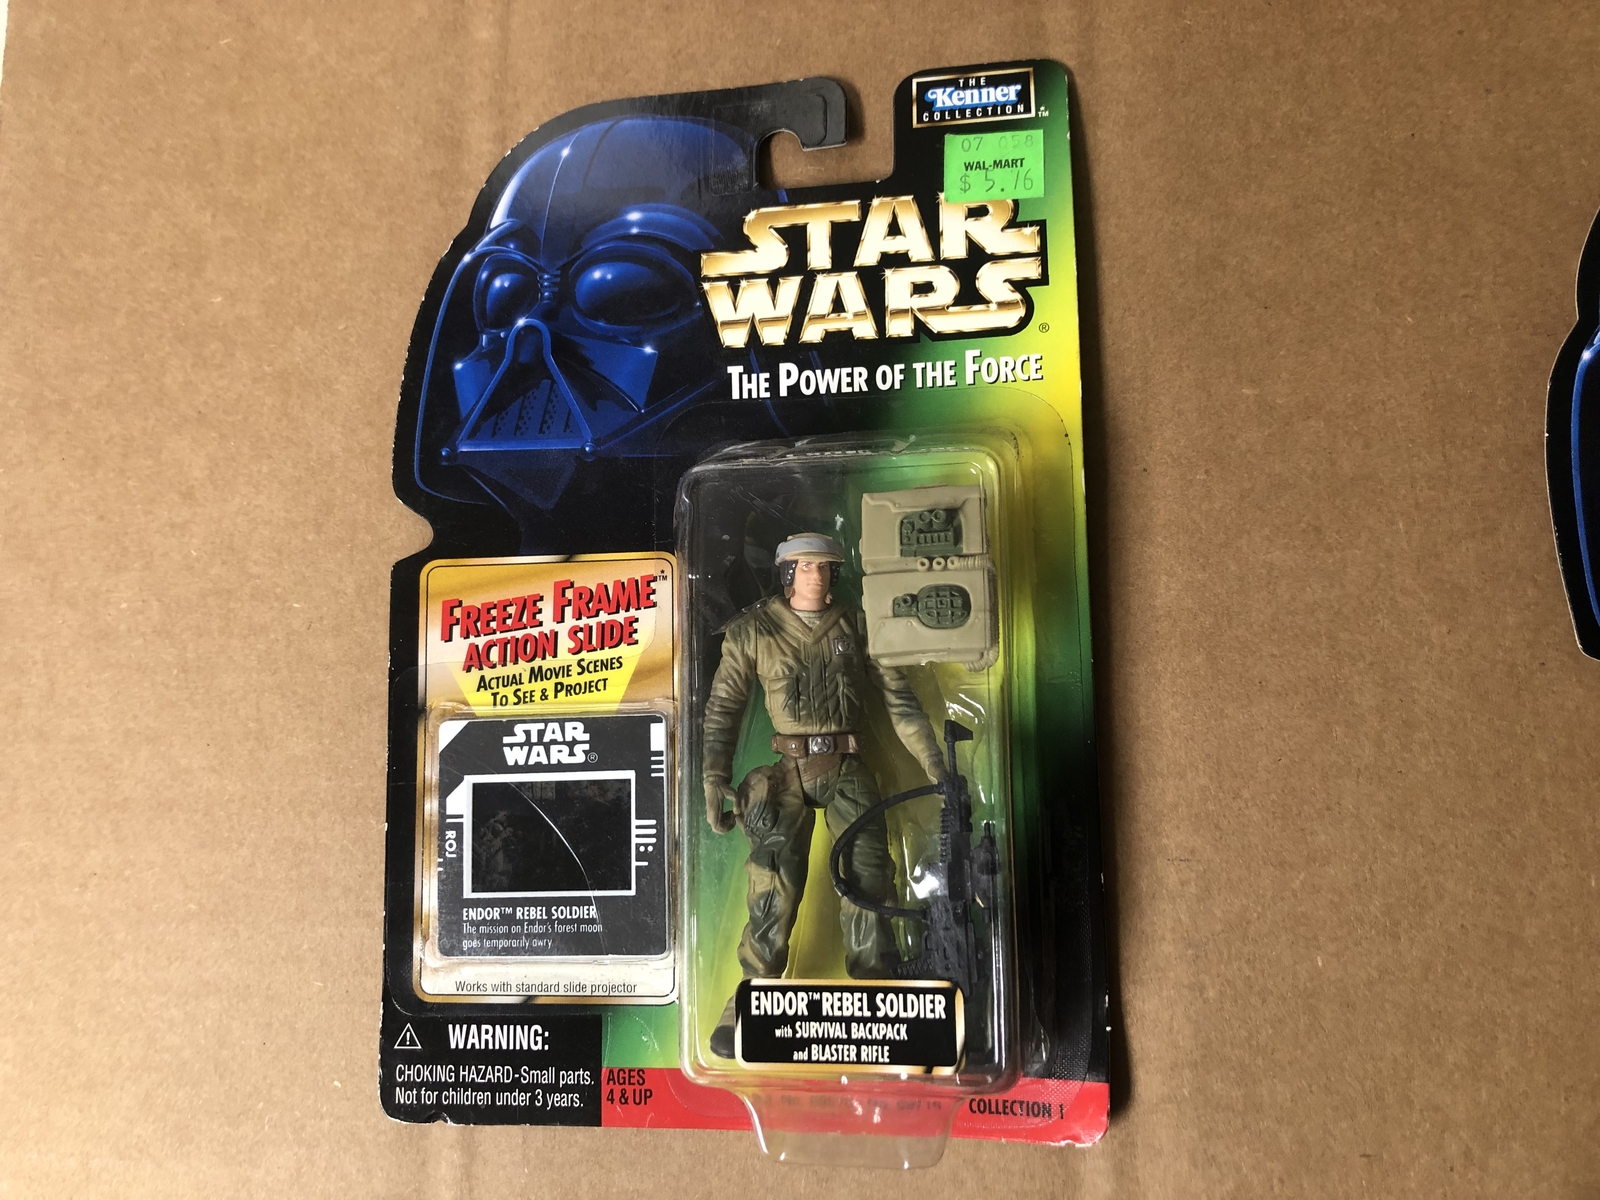 THE
Kenner
COLLECTION
™
07 058
WAL-MART
$ 5.76
STAR
WARS
®
THE POWER OF THE FORCE
FREEZE FRAME™
ACTION SLIDE
ACTUAL MOVIE SCENES
TO SEE & PROJECT
STAR
WARS®
ROJ
ENDOR™ REBEL SOLDIER
The mission on Endor's forest moon
goes temporarily awry
Works with standard slide projector
ENDOR™ REBEL SOLDIER
with SURVIVAL BACKPACK
and BLASTER RIFLE
WARNING:
CHOKING HAZARD-Small parts.
Not for children under 3 years.
AGES
4 & UP
COLLECTION 1